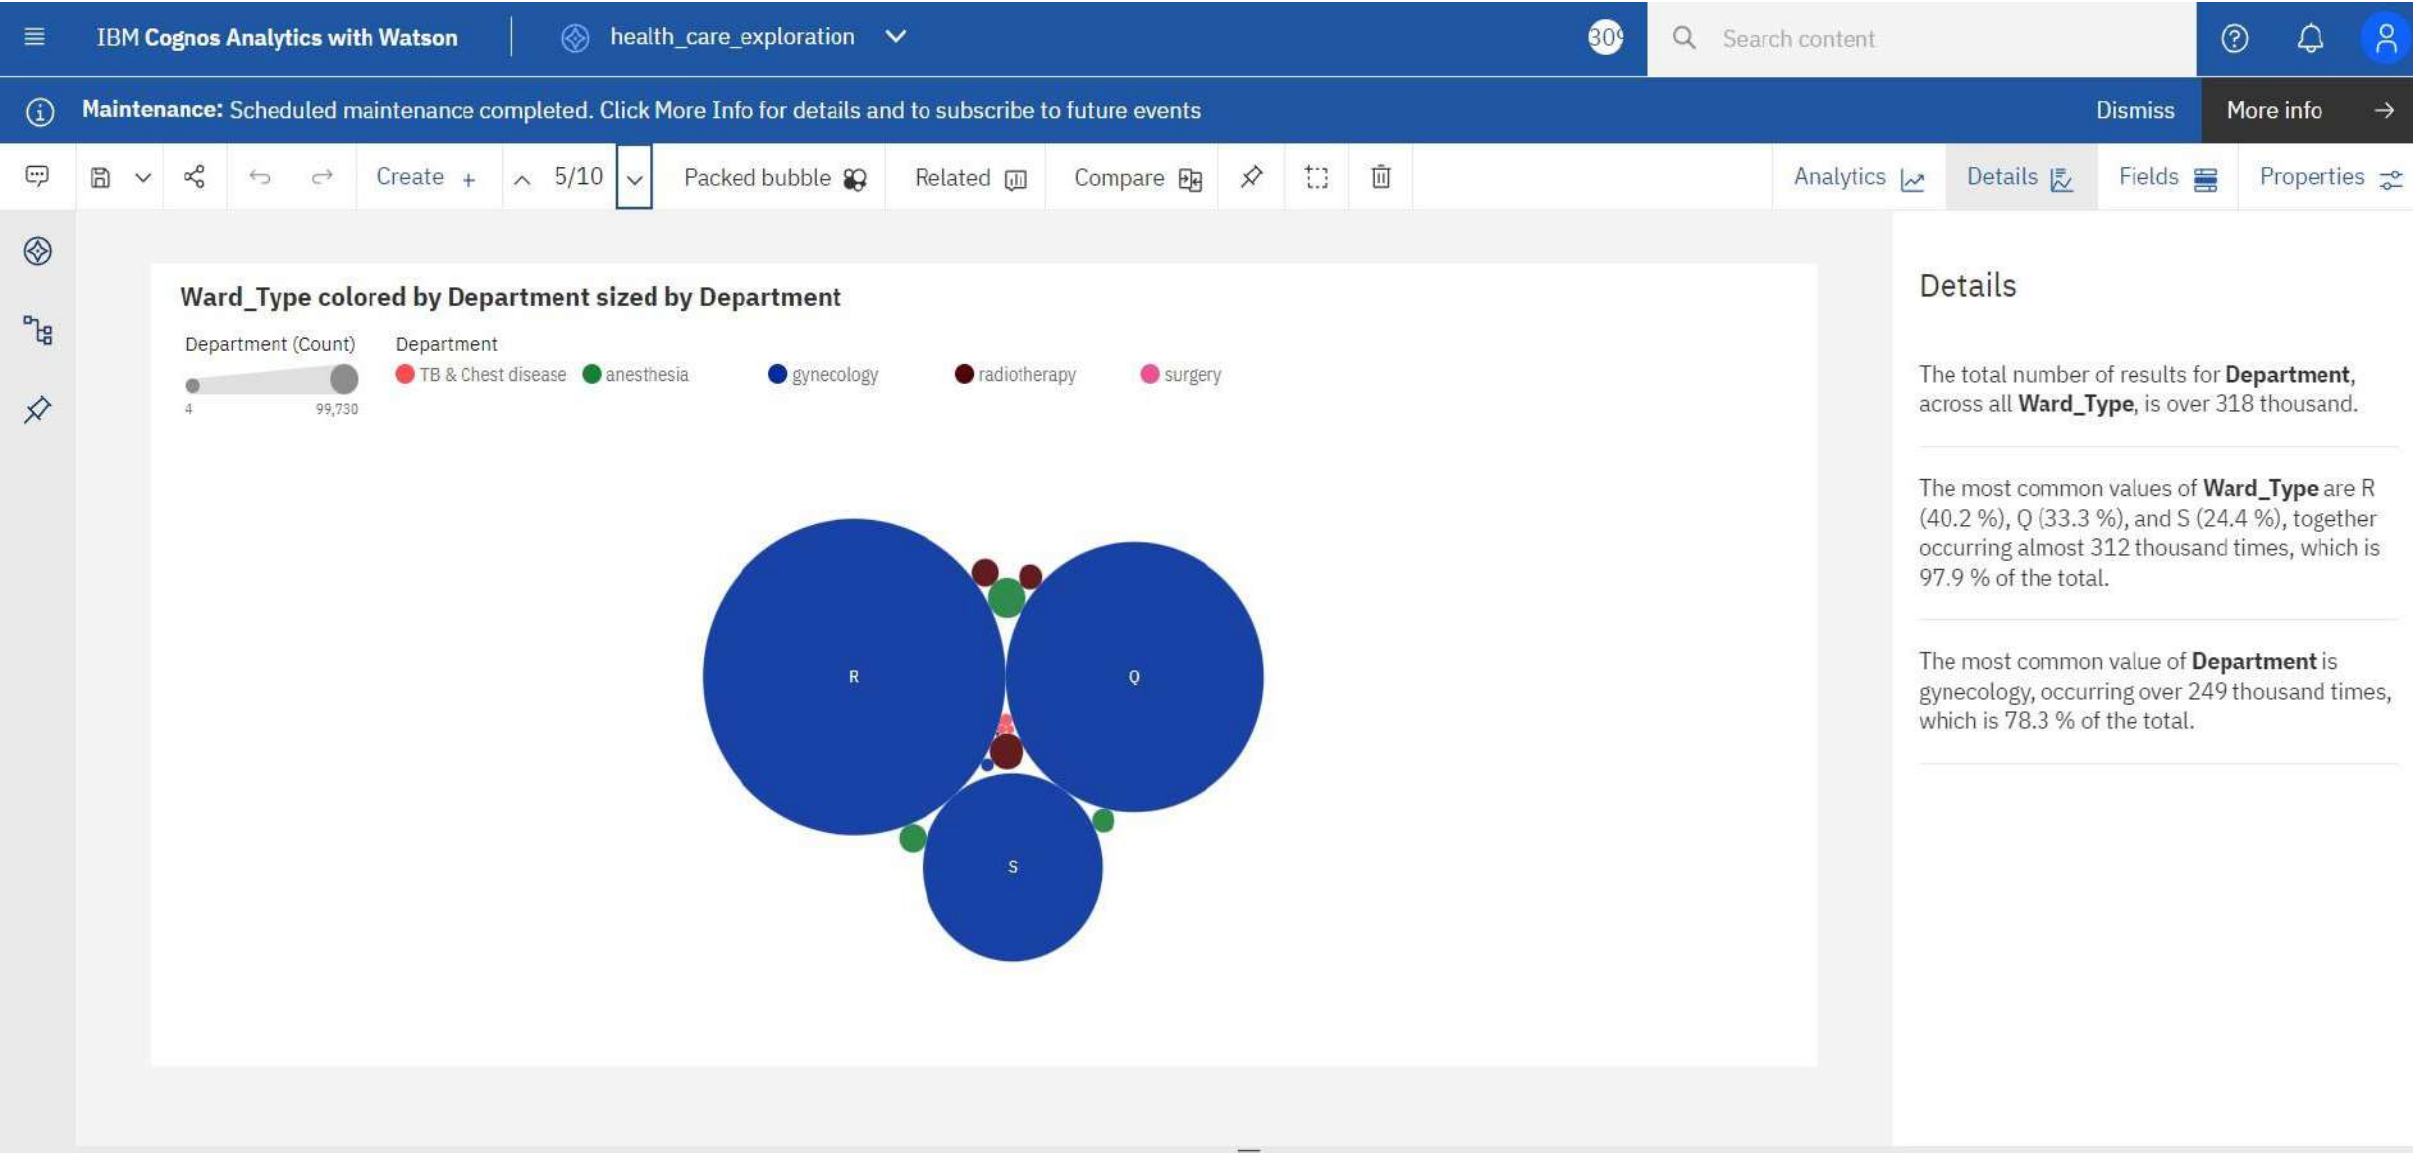 IBM Cognos Analytics with Watson
health_care_exploration
Search content
Maintenance: Scheduled maintenance completed. Click More Info for details and to subscribe to future events
Dismiss
More info
Create +
5/10
Packed bubble
Related
Compare
Analytics
Details
Fields
Properties
Ward_Type colored by Department sized by Department
Department (Count)
4
99,730
Department
TB & Chest disease
anesthesia
gynecology
radiotherapy
surgery
R
Q
S
Details
The total number of results for Department,
across all Ward_Type, is over 318 thousand.
The most common values of Ward_Type are R
(40.2 %), Q (33.3 %), and S (24.4 %), together
occurring almost 312 thousand times, which is
97.9 % of the total.
The most common value of Department is
gynecology, occurring over 249 thousand times,
which is 78.3 % of the total.